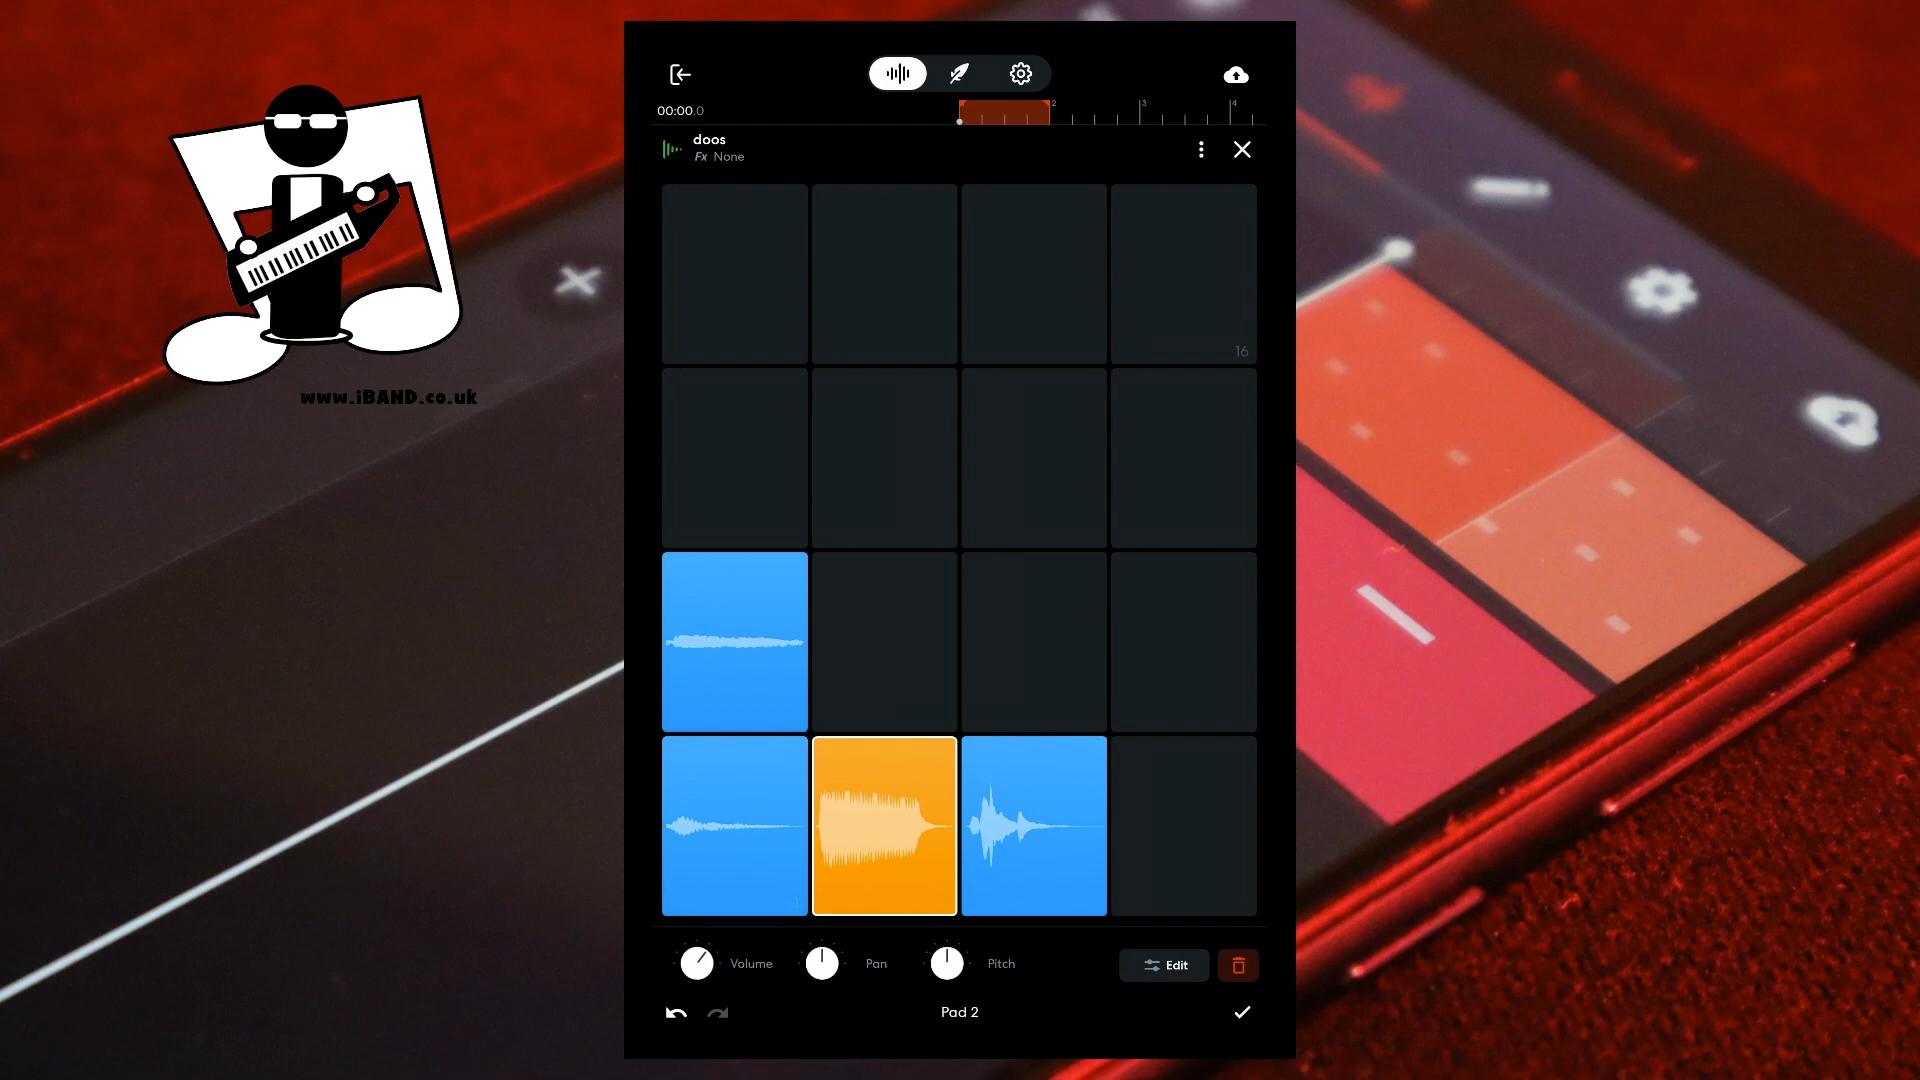 00:00.0
2
3
4
doos
Fx None
16
1
Volume
Pan
Pitch
Edit
Pad 2
www.iBAND.co.uk